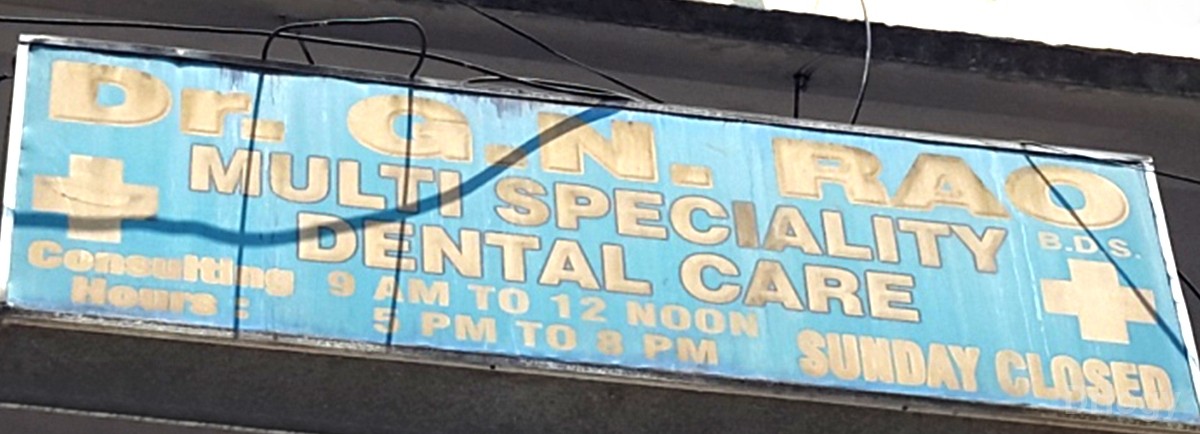 Dr. G.N. RAO
B.D.S.
MULTI SPECIALITY
DENTAL CARE
Consulting
Hours :
9 AM TO 12 NOON
5 PM TO 8 PM
SUNDAY CLOSED